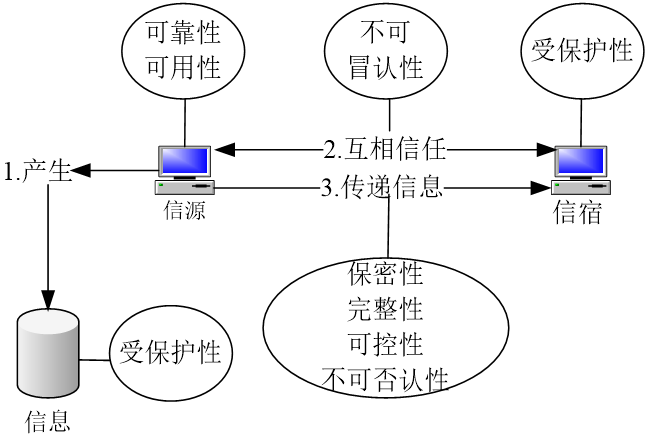 可靠性
可用性
不可
冒认性
受保护性
2.互相信任
1.产生
3.传递信息
信源
信宿
保密性
完整性
可控性
不可否认性
受保护性
信息